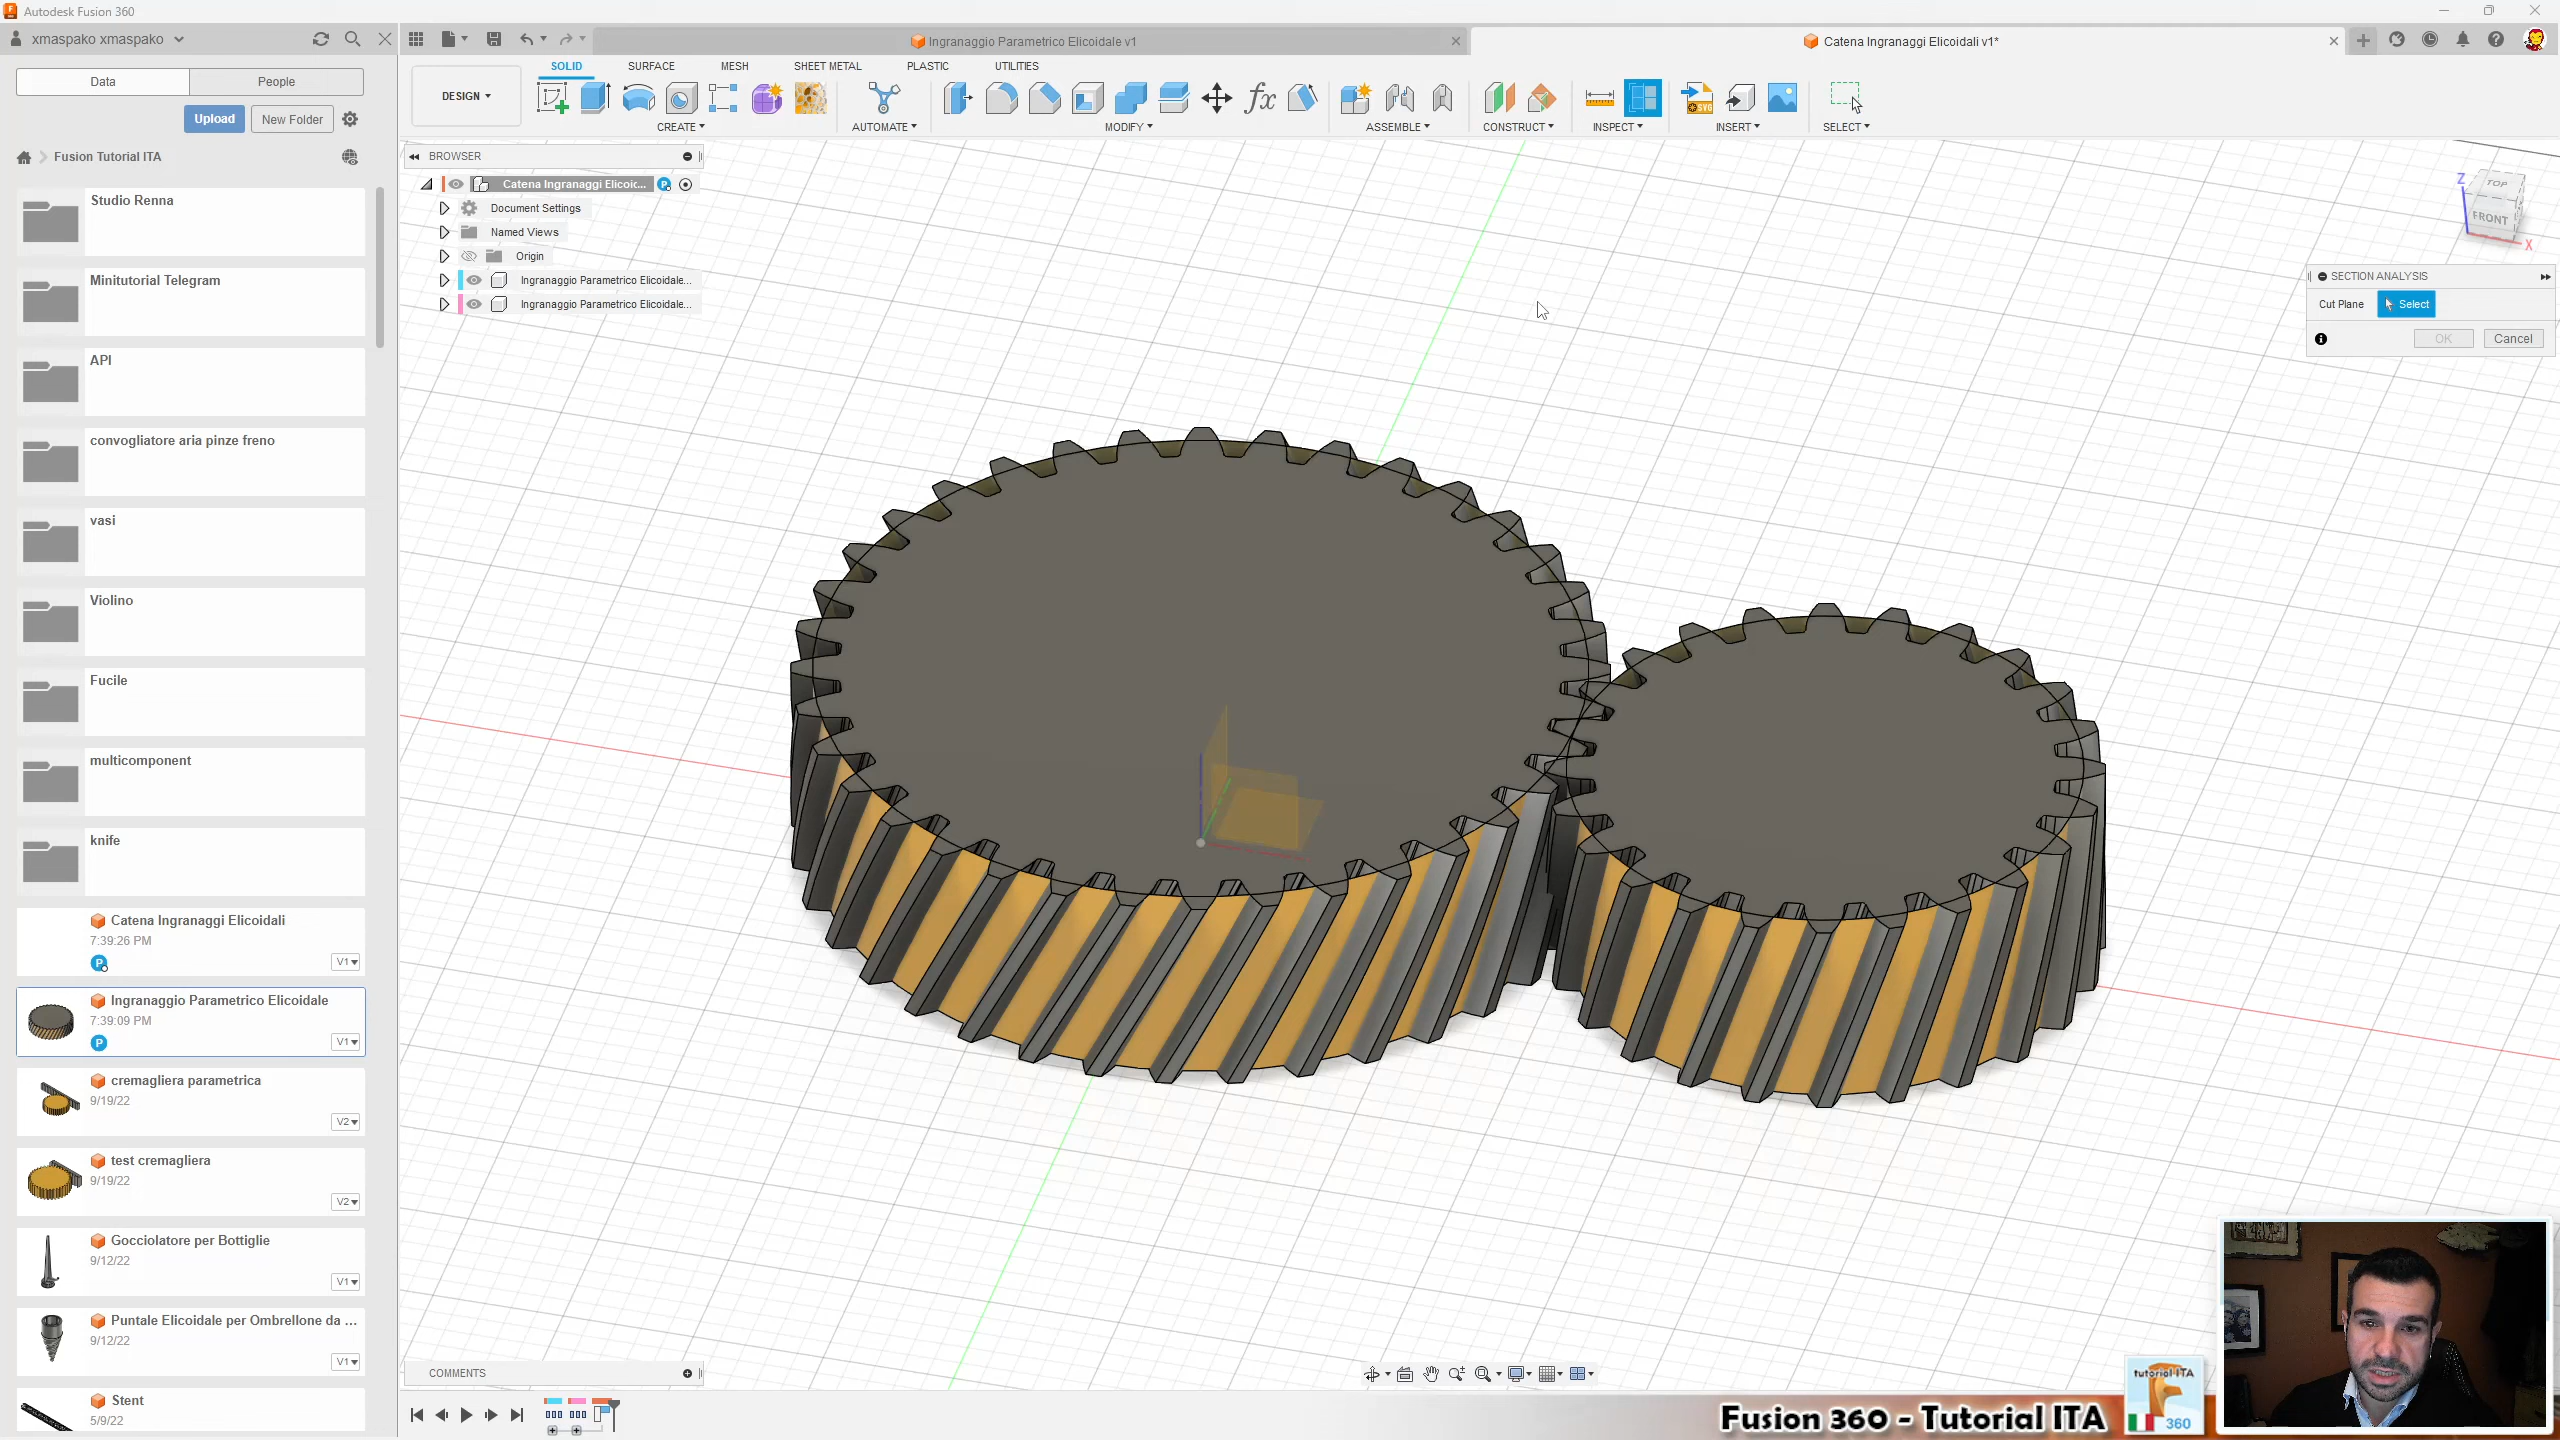 Autodesk Fusion 360
xmaspako xmaspako
Ingranaggio Parametrico Elicoidale v1
Catena Ingranaggi Elicoidali v1*
Data
People
Upload
New Folder
Fusion Tutorial ITA
Studio Renna
Minitutorial Telegram
API
convogliatore aria pinze freno
vasi
Violino
Fucile
multicomponent
knife
Catena Ingranaggi Elicoidali
7:39:26 PM
P
V1
Ingranaggio Parametrico Elicoidale
7:39:09 PM
P
V1
cremagliera parametrica
9/19/22
V2
test cremagliera
9/19/22
V2
Gocciolatore per Bottiglie
9/12/22
V1
Puntale Elicoidale per Ombrellone da ...
9/12/22
V1
Stent
5/9/22
DESIGN
SOLID
SURFACE
MESH
SHEET METAL
PLASTIC
UTILITIES
fx
SVG
CREATE
AUTOMATE
MODIFY
ASSEMBLE
CONSTRUCT
INSPECT
INSERT
SELECT
BROWSER
Catena Ingranaggi Elicoic...
P
Document Settings
Named Views
Origin
Ingranaggio Parametrico Elicoidale...
Ingranaggio Parametrico Elicoidale...
Z
TOP
FRONT
X
SECTION ANALYSIS
Cut Plane
Select
OK
Cancel
COMMENTS
Fusion 360 - Tutorial ITA
tutorial-ITA
360